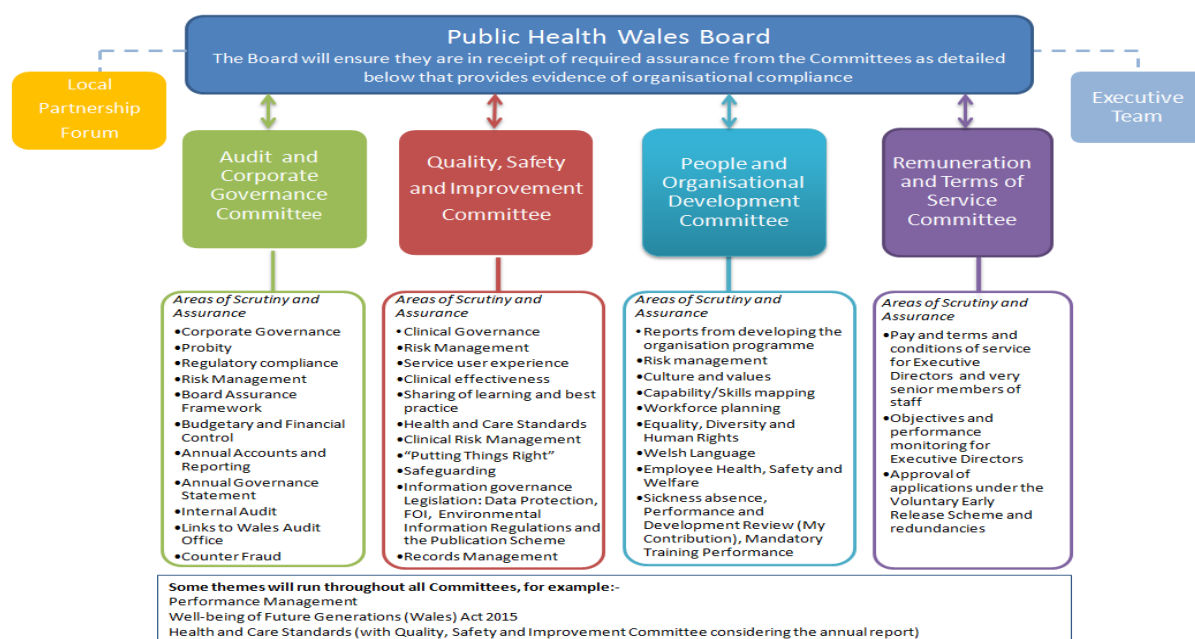 Public Health Wales Board
The Board will ensure they are in receipt of required assurance from the Committees as detailed
below that provides evidence of organisational compliance
Local
Partnership
Forum
Executive
Team
Audit and
Corporate
Governance
Committee
Quality, Safety
and Improvement
Committee
People and
Organisational
Development
Committee
Remuneration
and Terms of
Service
Committee
Areas of Scrutiny and
Assurance
•Corporate Governance
•Probity
•Regulatory compliance
•Risk Management
•Board Assurance
Framework
•Budgetary and Financial
Control
•Annual Accounts and
Reporting
•Annual Governance
Statement
•Internal Audit
•Links to Wales Audit
Office
•Counter Fraud
Areas of Scrutiny and
Assurance
•Clinical Governance
•Risk Management
•Service user experience
•Clinical effectiveness
•Sharing of learning and best
practice
•Health and Care Standards
•Clinical Risk Management
•“Putting Things Right”
•Safeguarding
•Information governance
Legislation: Data Protection,
FOI, Environmental
Information Regulations and
the Publication Scheme
•Records Management
Areas of Scrutiny and
Assurance
•Reports from developing the
organisation programme
•Risk management
•Culture and values
•Capability/Skills mapping
•Workforce planning
•Equality, Diversity and
Human Rights
•Welsh Language
•Employee Health, Safety and
Welfare
•Sickness absence,
Performance and
Development Review (My
Contribution), Mandatory
Training Performance
Areas of Scrutiny and
Assurance
•Pay and terms and
conditions of service
for Executive
Directors and very
senior members of
staff
•Objectives and
performance
monitoring for
Executive Directors
•Approval of
applications under the
Voluntary Early
Release Scheme and
redundancies
Some themes will run throughout all Committees, for example:-
Performance Management
Well-being of Future Generations (Wales) Act 2015
Health and Care Standards (with Quality, Safety and Improvement Committee considering the annual report)